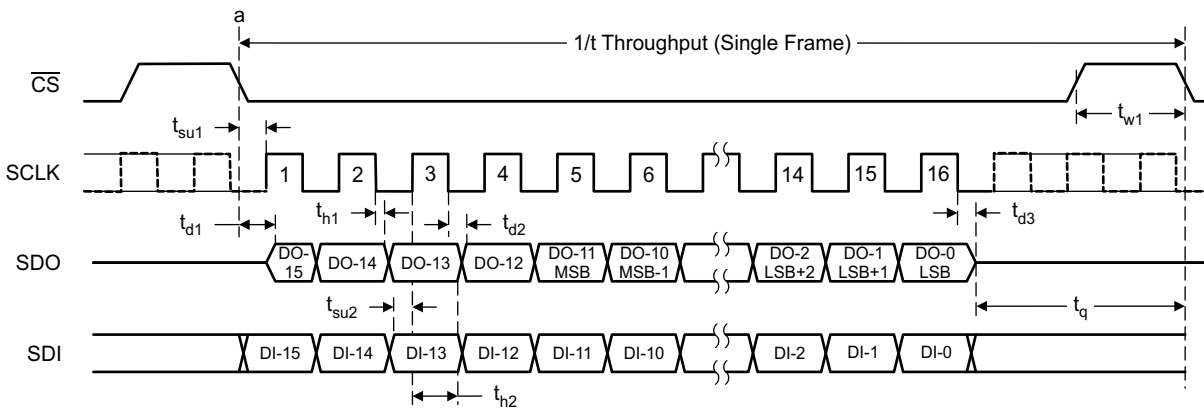 a
1/t Throughput (Single Frame)
CS
t_w1
t_su1
SCLK
1 2 3 4 5 6 14 15 16
t_d1
t_h1
t_d2
t_d3
SDO
DO-
15
DO-14
DO-13
DO-12
DO-11
MSB
DO-10
MSB-1
DO-2
LSB+2
DO-1
LSB+1
DO-0
LSB
t_su2
t_q
SDI
DI-15 DI-14 DI-13 DI-12 DI-11 DI-10 DI-2 DI-1 DI-0
t_h2